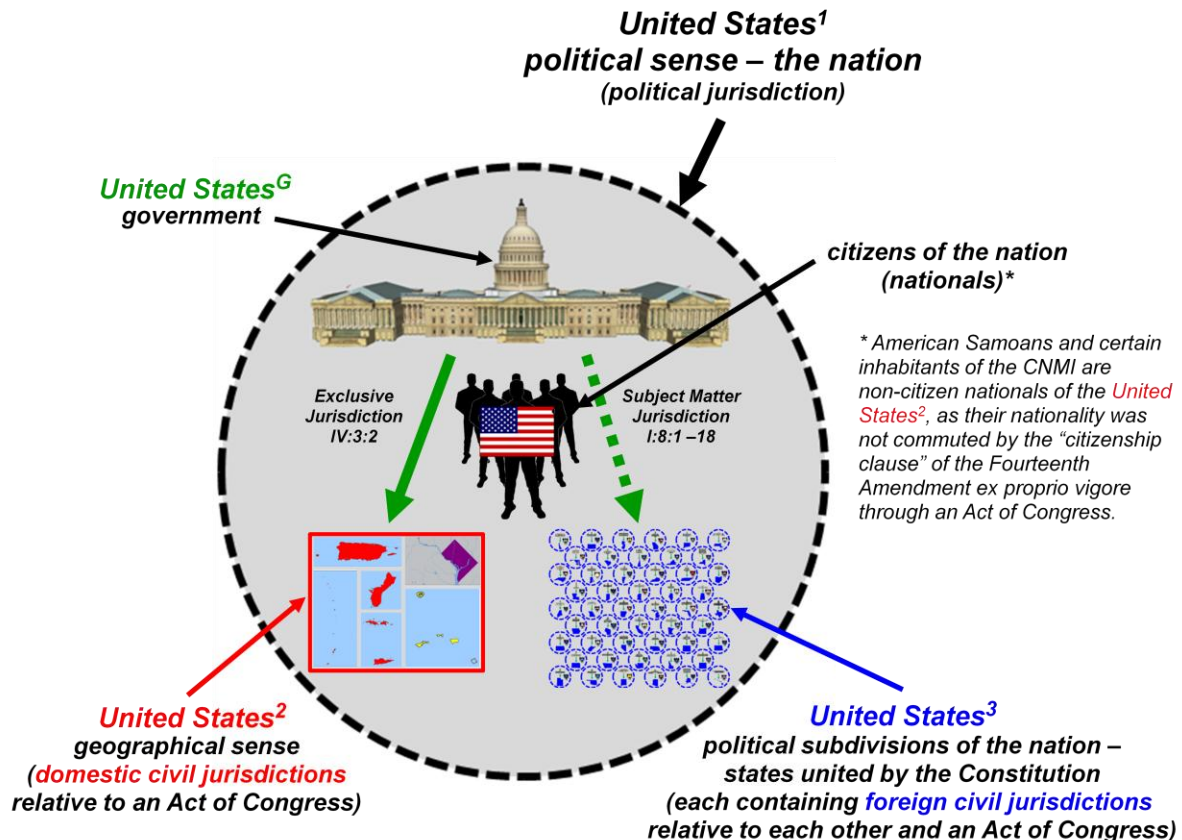 United States¹
political sense – the nation
(political jurisdiction)
United Statesᴳ
government
citizens of the nation
(nationals)*
* American Samoans and certain
inhabitants of the CNMI are
non-citizen nationals of the United
States², as their nationality was
not commuted by the “citizenship
clause” of the Fourteenth
Amendment ex proprio vigore
through an Act of Congress.
Exclusive
Jurisdiction
IV:3:2
Subject Matter
Jurisdiction
I:8:1 –18
United States²
geographical sense
(domestic civil jurisdictions
relative to an Act of Congress)
United States³
political subdivisions of the nation –
states united by the Constitution
(each containing foreign civil jurisdictions
relative to each other and an Act of Congress)